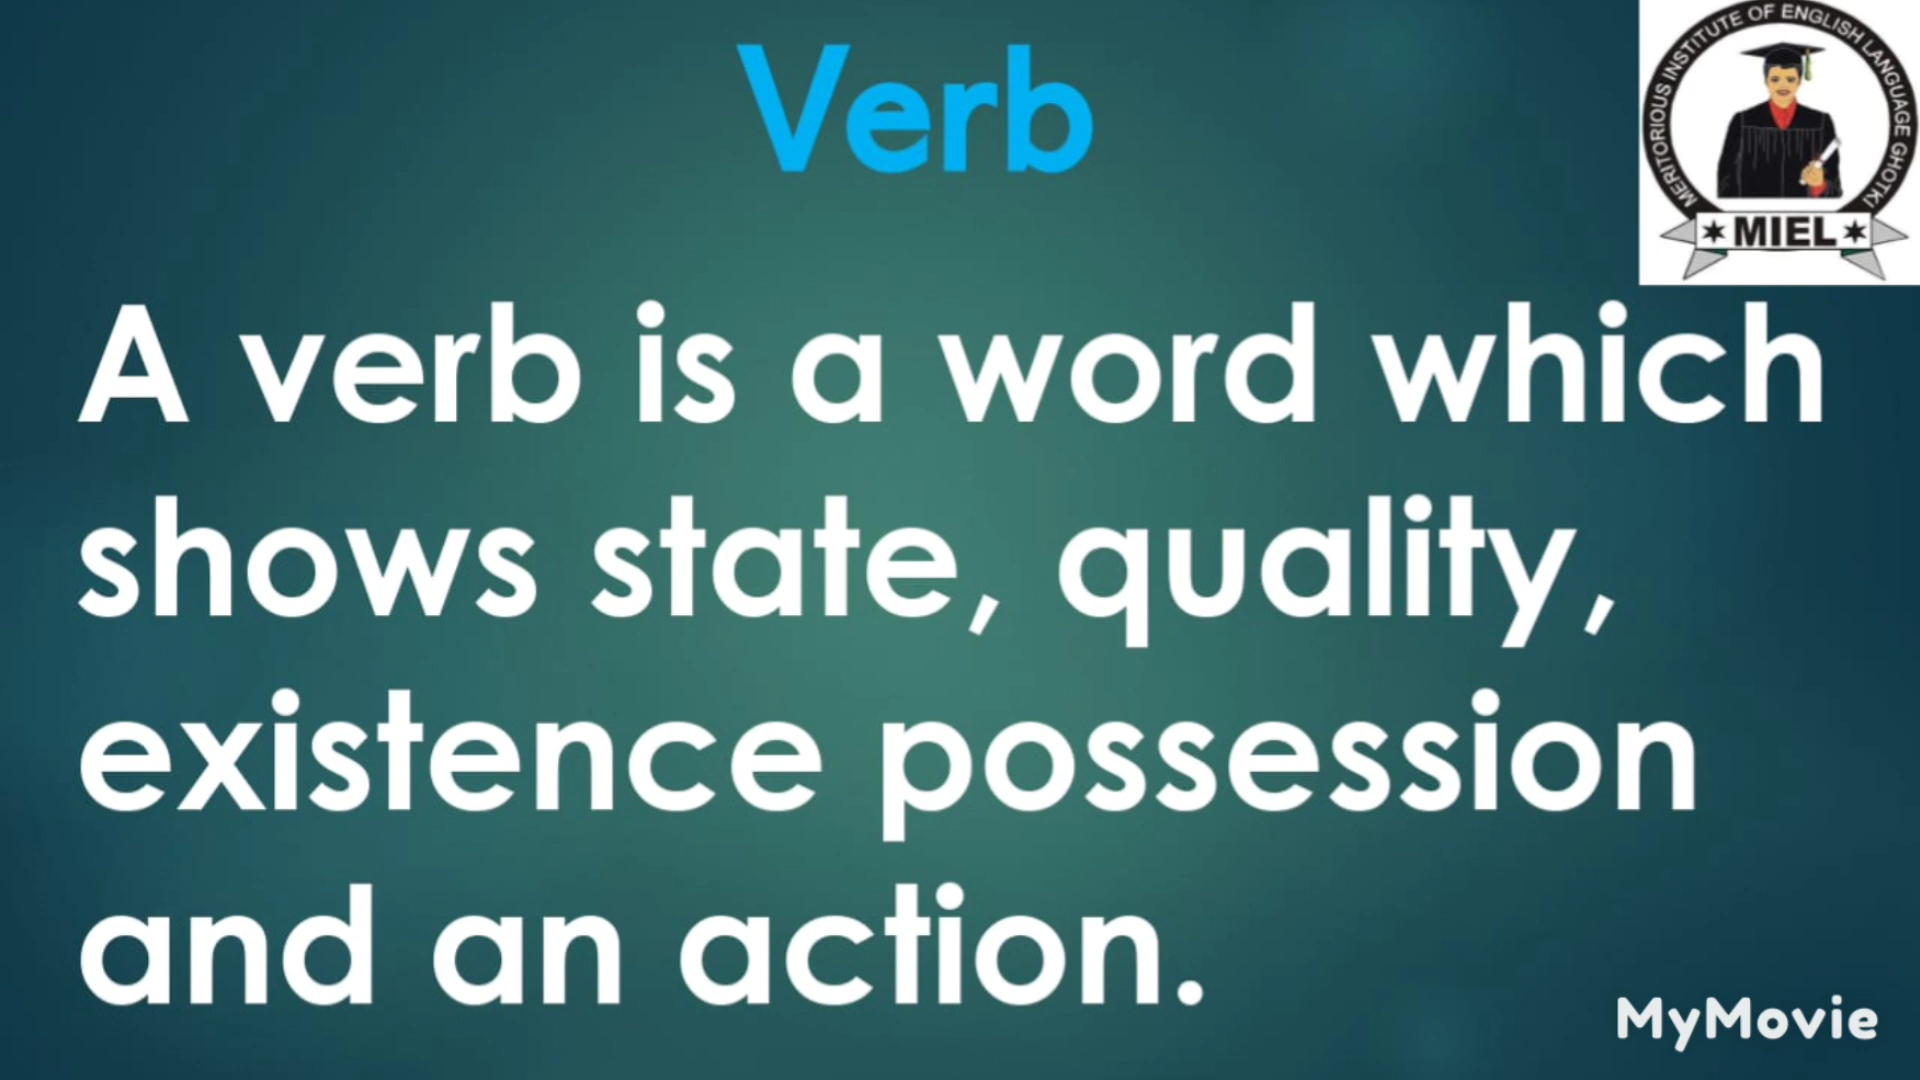 Verb
MERITORIOUS INSTITUTE OF ENGLISH LANGUAGE GHOTKI
MIEL
A verb is a word which
shows state, quality,
existence possession
and an action.
MyMovie